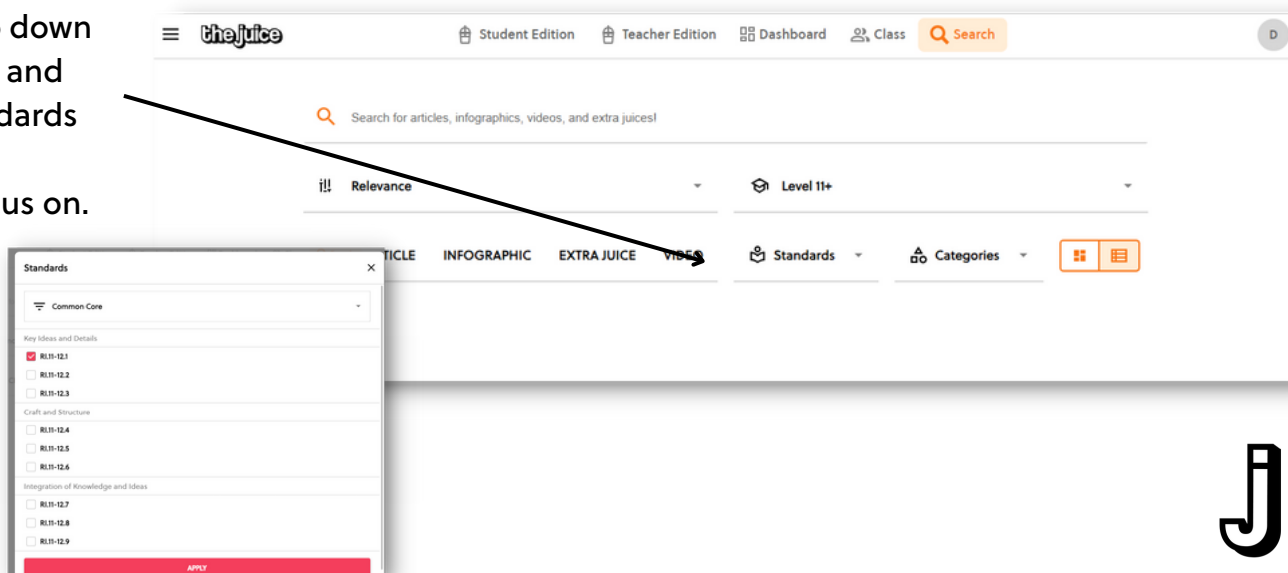 down
and
dards
us on.
thejuice
Student Edition Teacher Edition Dashboard Class Search
D
Search for articles, infographics, videos, and extra juices!
Relevance Level 11+
TICLE INFOGRAPHIC EXTRA JUICE VIDEO Standards Categories
Standards
Common Core
Key Ideas and Details
RI.11-12.1
RI.11-12.2
RI.11-12.3
Craft and Structure
RI.11-12.4
RI.11-12.5
RI.11-12.6
Integration of Knowledge and Ideas
RI.11-12.7
RI.11-12.8
RI.11-12.9
APPLY
j